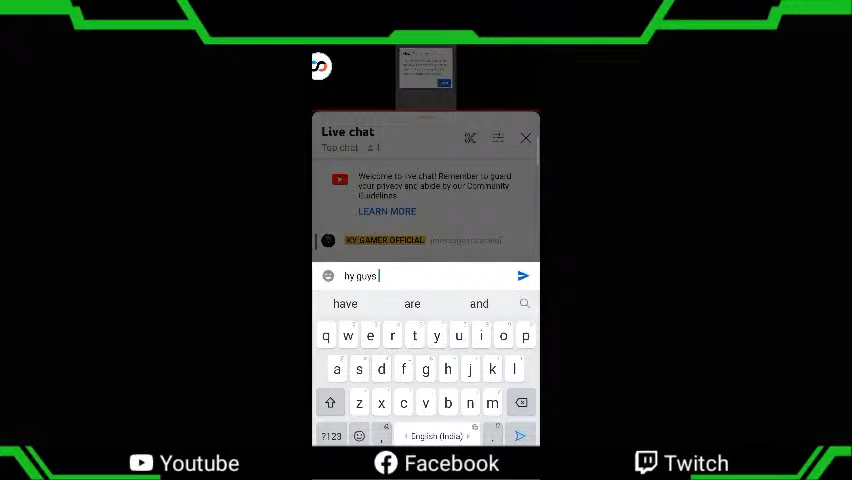 Live chat
Top chat 1
Welcome to live chat! Remember to guard
your privacy and abide by our Community
Guidelines.
LEARN MORE
KY GAMER OFFICIAL
hy guys
have are and
q w e r t y u i o p
a s d f g h j k l
z x c v b n m
?123 , English (India) .
Youtube Facebook Twitch